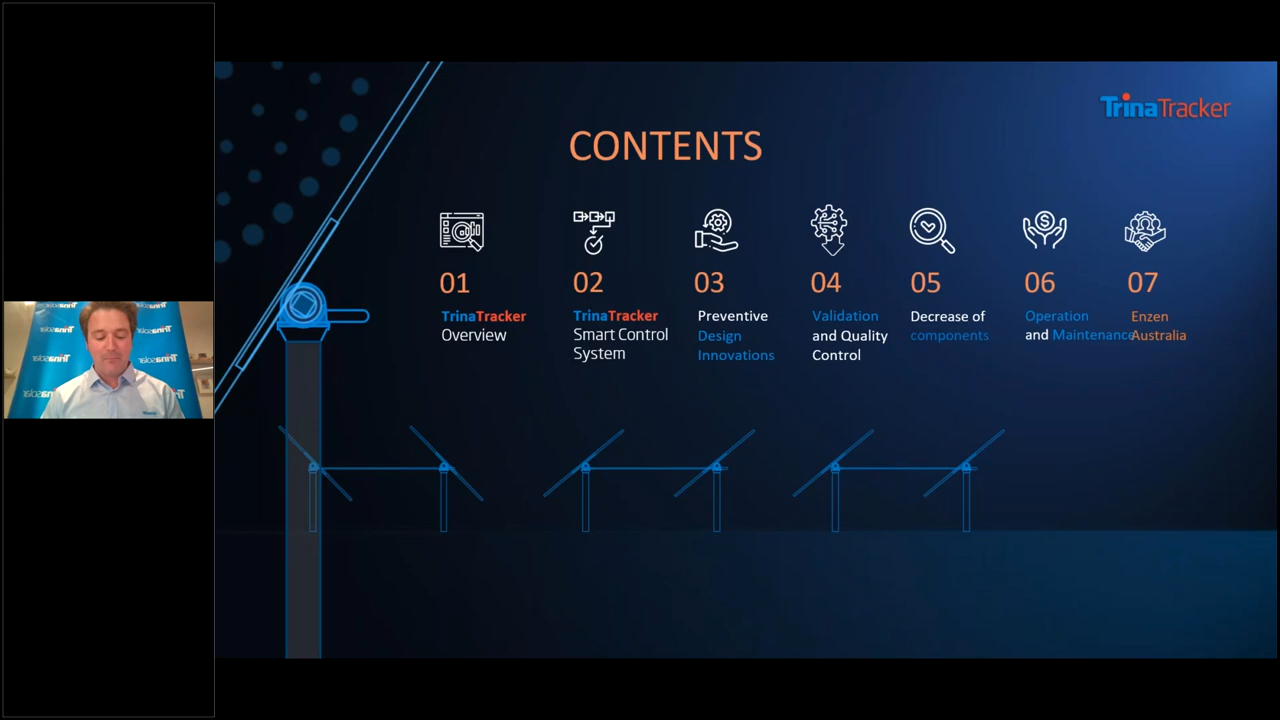 TrinaTracker
CONTENTS
01
TrinaTracker
Overview
02
TrinaTracker
Smart Control
System
03
Preventive
Design
Innovations
04
Validation
and Quality
Control
05
Decrease of
components
06
Operation
and Maintenance
07
Enzen
Australia
Trinasolar